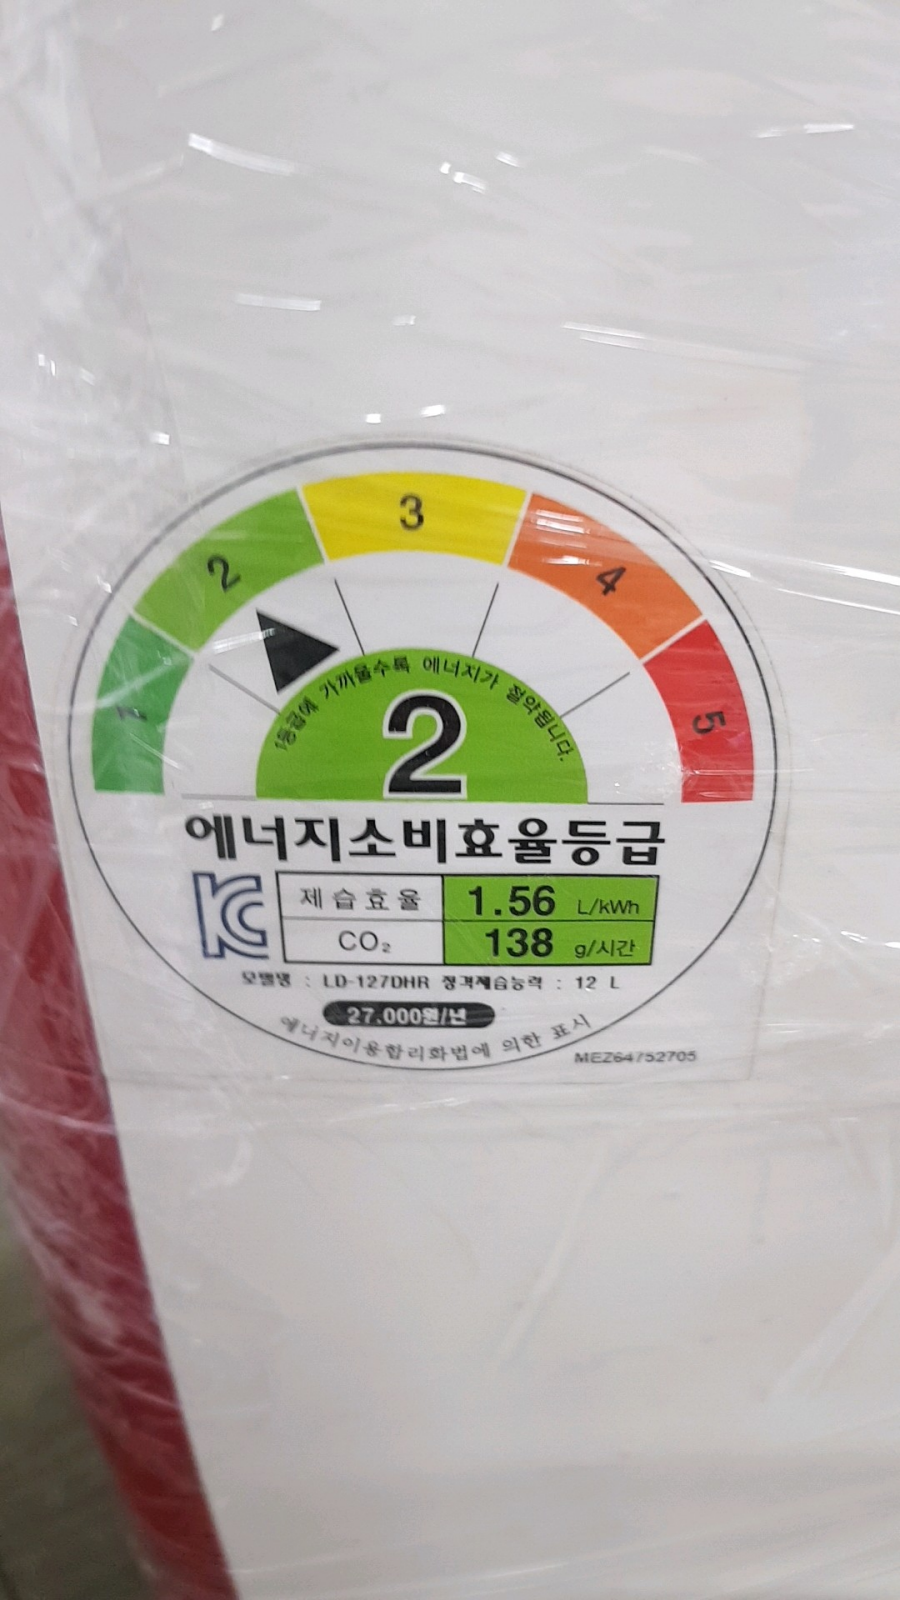 1
2
3
4
5
1등급에 가까울수록 에너지가 절약됩니다.
2
에너지소비효율등급
제습효율 1.56 L/kWh
CO₂ 138 g/시간
모델명 : LD-127DHR 정격제습능력 : 12 L
27,000원/년
에너지이용합리화법에 의한 표시
MEZ64752705